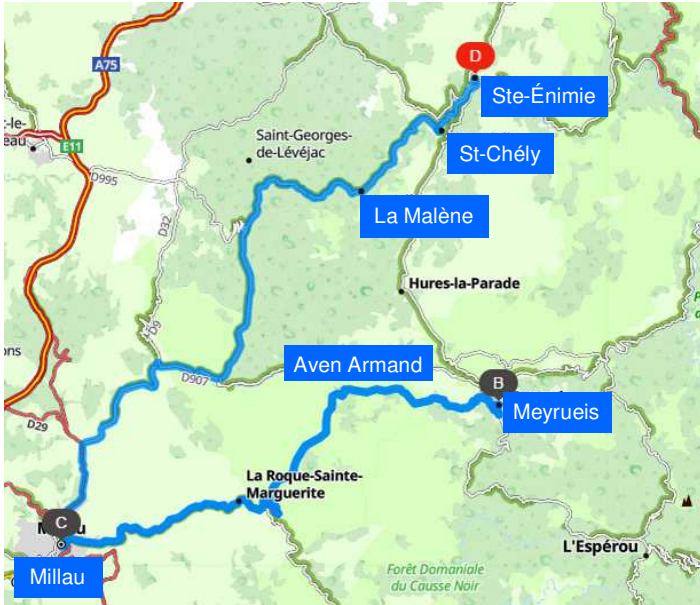 A75
D
Ste-Énimie
E11
Saint-Georges-
de-Lévéjac
St-Chély
D995
La Malène
D32
Hures-la-Parade
D9
Aven Armand
D907
B
Meyrueis
D29
La Roque-Sainte-
Marguerite
C
L'Espérou
Millau
Forêt Domaniale
du Causse Noir